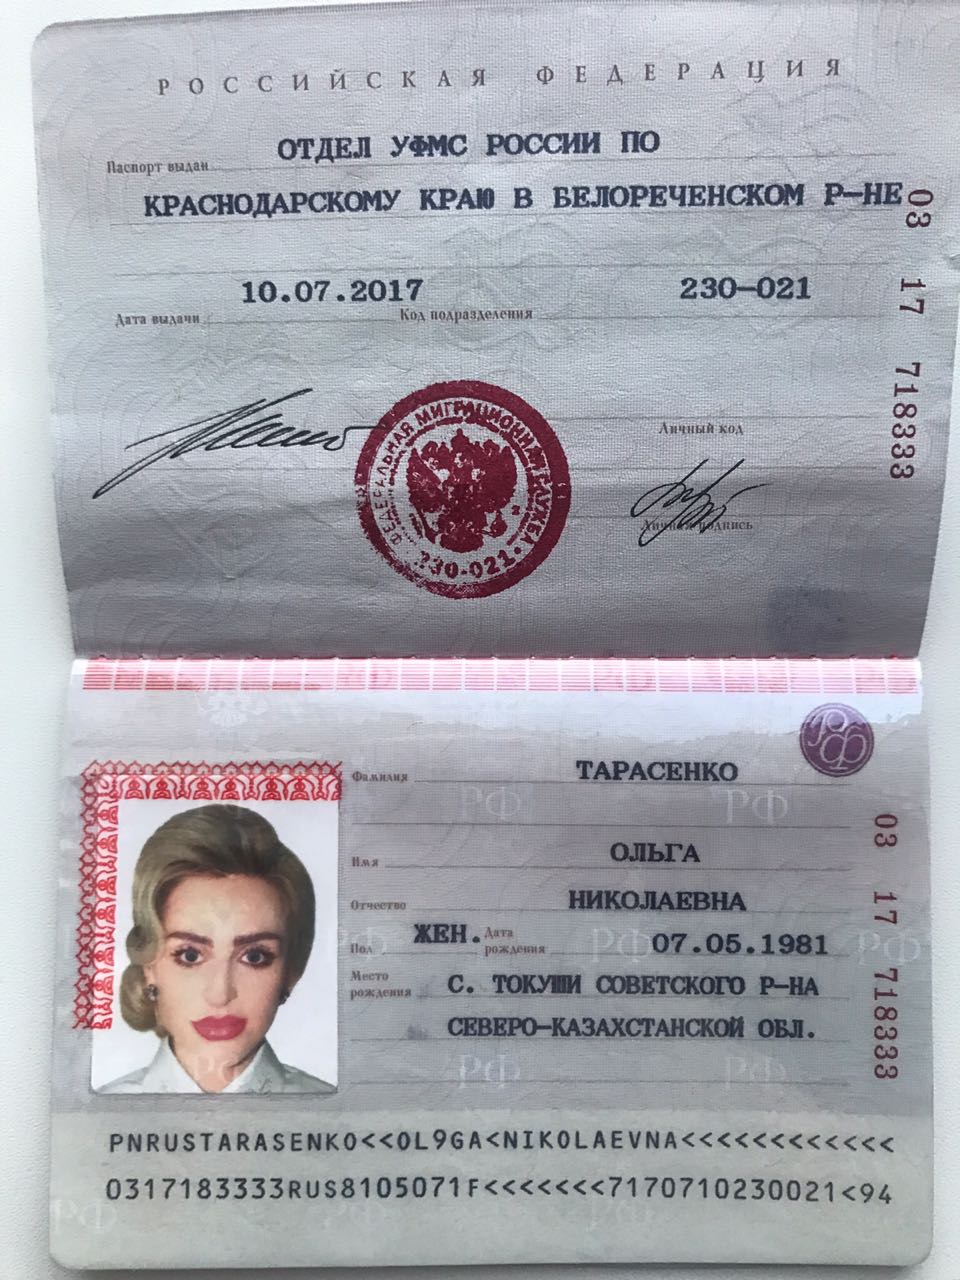 РОССИЙСКАЯ ФЕДЕРАЦИЯ
Паспорт выдан ОТДЕЛ УФМС РОССИИ ПО
КРАСНОДАРСКОМУ КРАЮ В БЕЛОРЕЧЕНСКОМ Р-НЕ
03 17 718333
Дата выдачи 10.07.2017 Код подразделения 230-021
Личный код
Личная подпись
ФЕДЕРАЛЬНАЯ МИГРАЦИОННАЯ СЛУЖБА
230-021
РФ
Фамилия ТАРАСЕНКО
Имя ОЛЬГА
Отчество НИКОЛАЕВНА
Пол ЖЕН. Дата рождения 07.05.1981
Место рождения С. ТОКУШИ СОВЕТСКОГО Р-НА
СЕВЕРО-КАЗАХСТАНСКОЙ ОБЛ.
03 17 718333
PNRUSTARASENKO<<OL9GA<NIKOLAEVNA<<<<<<<<<<<<
0317183333RUS8105071F<<<<<<<7170710230021<94